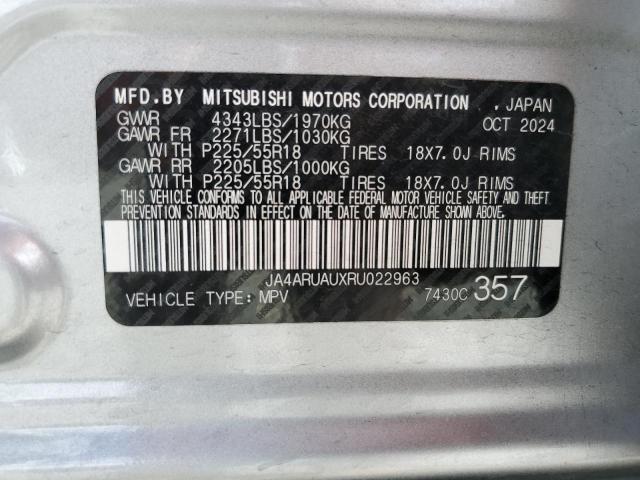 MFD.BY MITSUBISHI MOTORS CORPORATION , JAPAN
GVWR 4343LBS/1970KG OCT 2024
GAWR FR 2271LBS/1030KG
WITH P225/55R18 TIRES 18X7.0J RIMS
GAWR RR 2205LBS/1000KG
WITH P225/55R18 TIRES 18X7.0J RIMS
THIS VEHICLE CONFORMS TO ALL APPLICABLE FEDERAL MOTOR VEHICLE SAFETY AND THEFT
PREVENTION STANDARDS IN EFFECT ON THE DATE OF MANUFACTURE SHOWN ABOVE.
JA4ARUAUXRU022963
VEHICLE TYPE:MPV 7430C 357